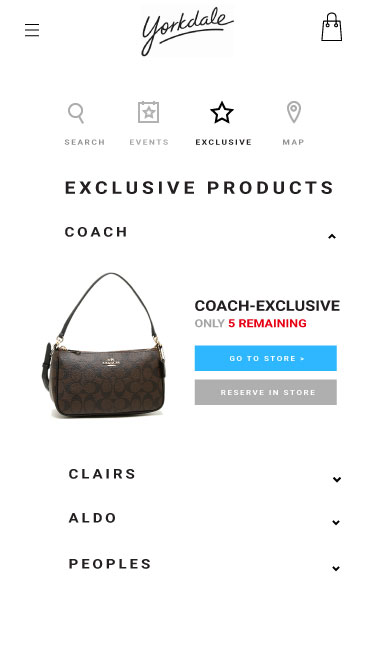 Yorkdale
SEARCH EVENTS EXCLUSIVE MAP
EXCLUSIVE PRODUCTS
COACH
COACH-EXCLUSIVE
ONLY 5 REMAINING
GO TO STORE >
RESERVE IN STORE
COACH
CLAIRS
ALDO
PEOPLES